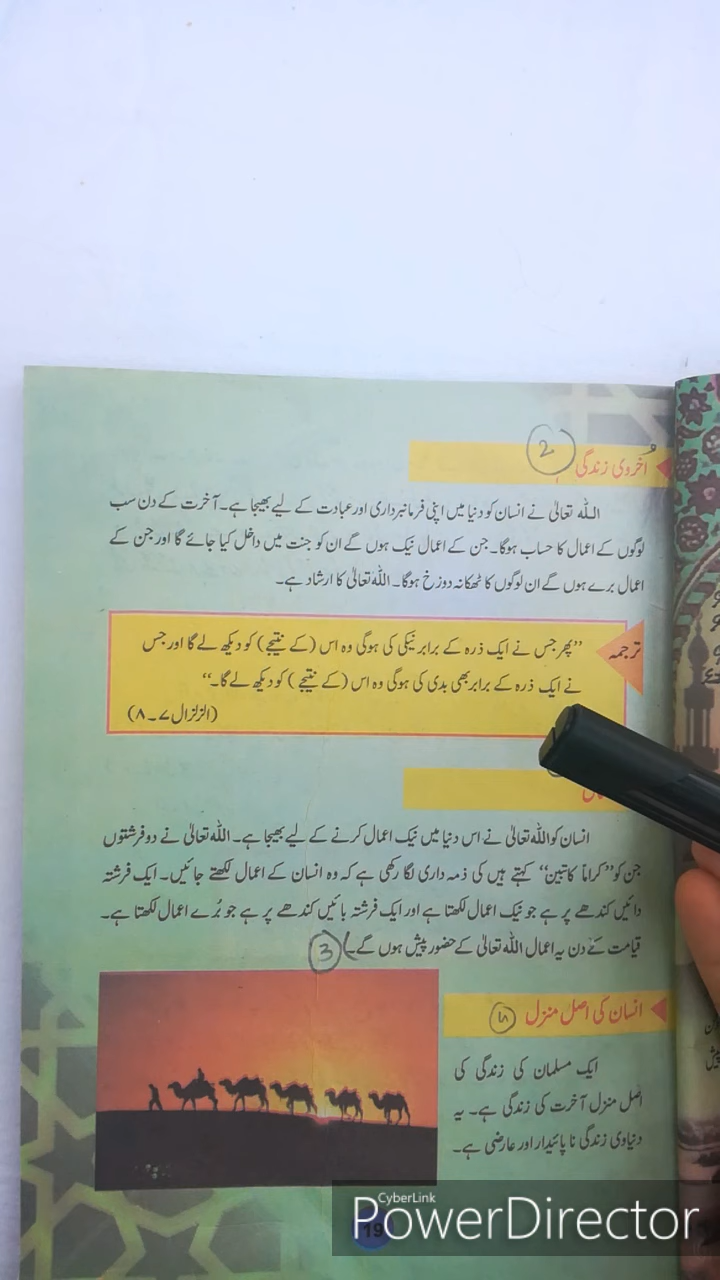 اُخروی زندگی 2
اللہ تعالیٰ نے انسان کو دنیا میں اپنی فرمانبرداری اور عبادت کے لیے بھیجا ہے۔ آخرت کے دن سب
لوگوں کے اعمال کا حساب ہوگا۔ جن کے اعمال نیک ہوں گے ان کو جنت میں داخل کیا جائے گا اور جن کے
اعمال برے ہوں گے ان لوگوں کا ٹھکانہ دوزخ ہوگا۔ اللہ تعالیٰ کا ارشاد ہے۔
ترجمہ
”پھر جس نے ایک ذرہ کے برابر نیکی کی ہوگی وہ اس (کے نتیجے) کو دیکھ لے گا اور جس
نے ایک ذرہ کے برابر بھی بدی کی ہوگی وہ اس (کے نتیجے) کو دیکھ لے گا۔“
(الزلزال ۷۔۸)
انسان کو اللہ تعالیٰ نے اس دنیا میں نیک اعمال کرنے کے لیے بھیجا ہے۔ اللہ تعالیٰ نے دو فرشتوں
جن کو ”کراماً کاتبین“ کہتے ہیں کی ذمہ داری لگا رکھی ہے کہ وہ انسان کے اعمال لکھتے جائیں۔ ایک فرشتہ
دائیں کندھے پر ہے جو نیک اعمال لکھتا ہے اور ایک فرشتہ بائیں کندھے پر ہے جو بُرے اعمال لکھتا ہے۔
قیامت کے دن یہ اعمال اللہ تعالیٰ کے حضور پیش ہوں گے۔ 3
انسان کی اصل منزل
ایک مسلمان کی زندگی کی
اصل منزل آخرت کی زندگی ہے۔ یہ
دنیاوی زندگی ناپائیدار اور عارضی ہے۔
19
CyberLink
PowerDirector